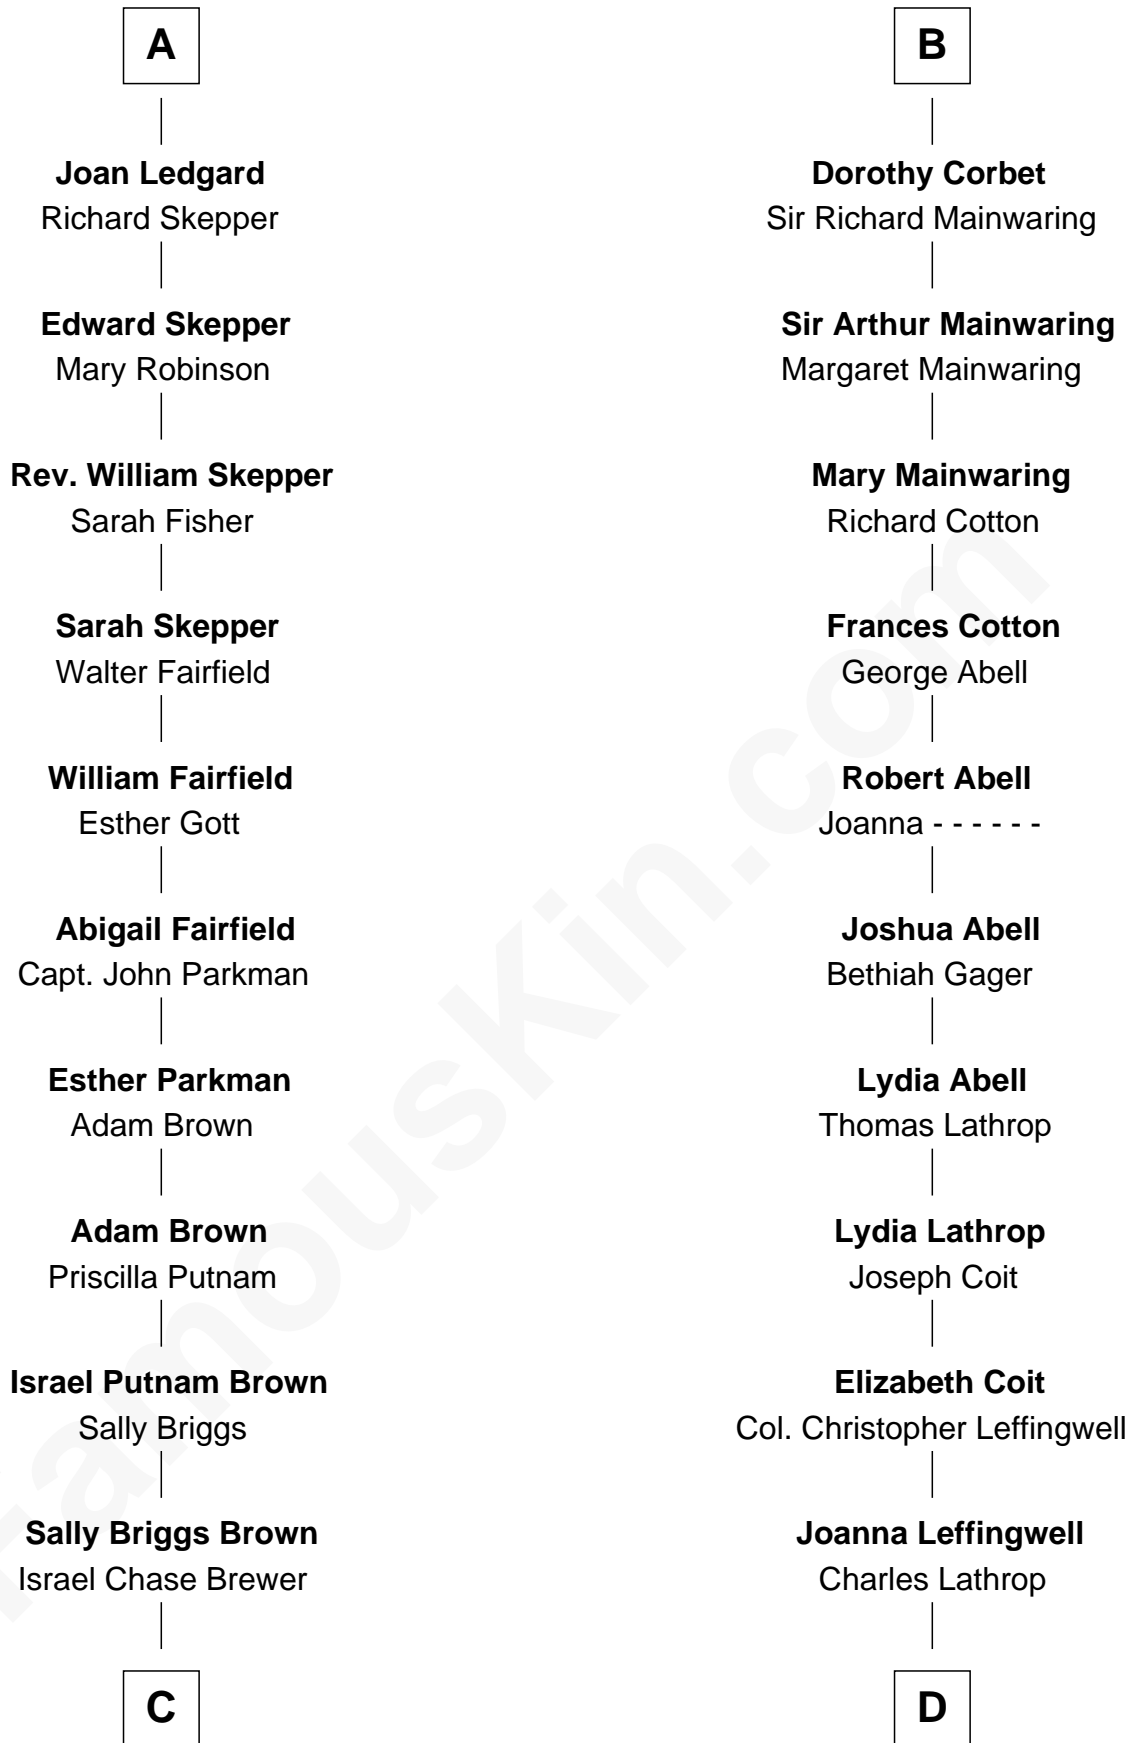 A
Joan Ledgard
Richard Skepper
Edward Skepper
Mary Robinson
Rev. William Skepper
Sarah Fisher
Sarah Skepper
Walter Fairfield
William Fairfield
Esther Gott
Abigail Fairfield
Capt. John Parkman
Esther Parkman
Adam Brown
Adam Brown
Priscilla Putnam
Israel Putnam Brown
Sally Briggs
Sally Briggs Brown
Israel Chase Brewer
C
B
Dorothy Corbet
Sir Richard Mainwaring
Sir Arthur Mainwaring
Margaret Mainwaring
Mary Mainwaring
Richard Cotton
Frances Cotton
George Abell
Robert Abell
Joanna - - - - - -
Joshua Abell
Bethiah Gager
Lydia Abell
Thomas Lathrop
Lydia Lathrop
Joseph Coit
Elizabeth Coit
Col. Christopher Leffingwell
Joanna Leffingwell
Charles Lathrop
D
FamousKin.com